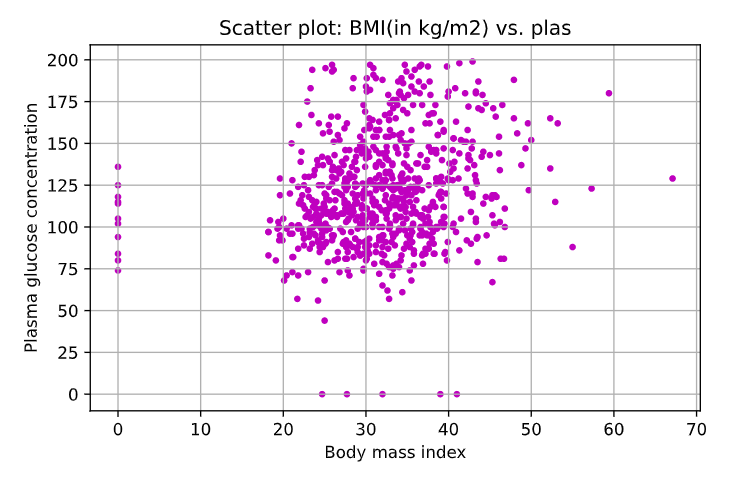 Scatter plot: BMI(in kg/m2) vs. plas
200
175
150
125
100
75
50
25
0
Plasma glucose concentration
0 10 20 30 40 50 60 70
Body mass index